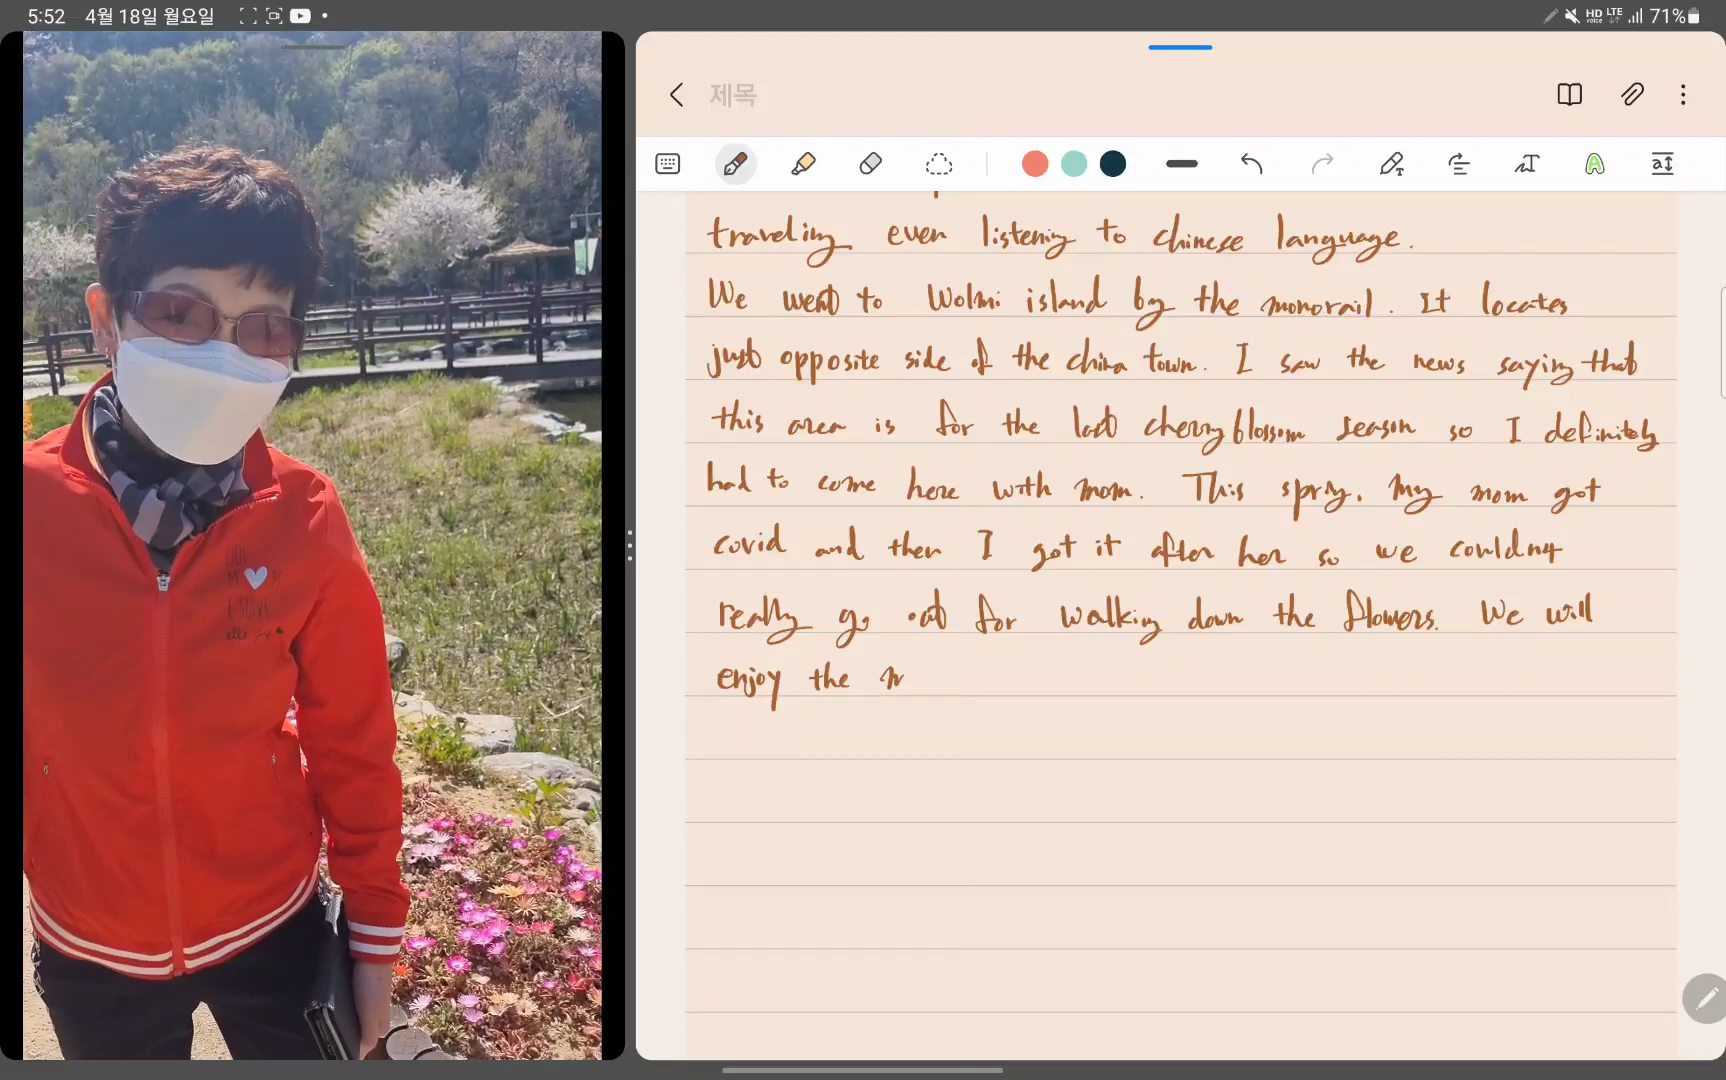 5:52 4월 18일 월요일
HD voice LTE 71%
제목
traveling even listening to chinese language.
We went to Wolmi island by the monorail. It locates
just opposite side of the china town. I saw the news saying that
this area is for the last cherry blossom season so I definitely
had to come here with mom. This spring, my mom got
covid and then I got it after her so we couldn't
really go out for walking down the flowers. We will
enjoy the